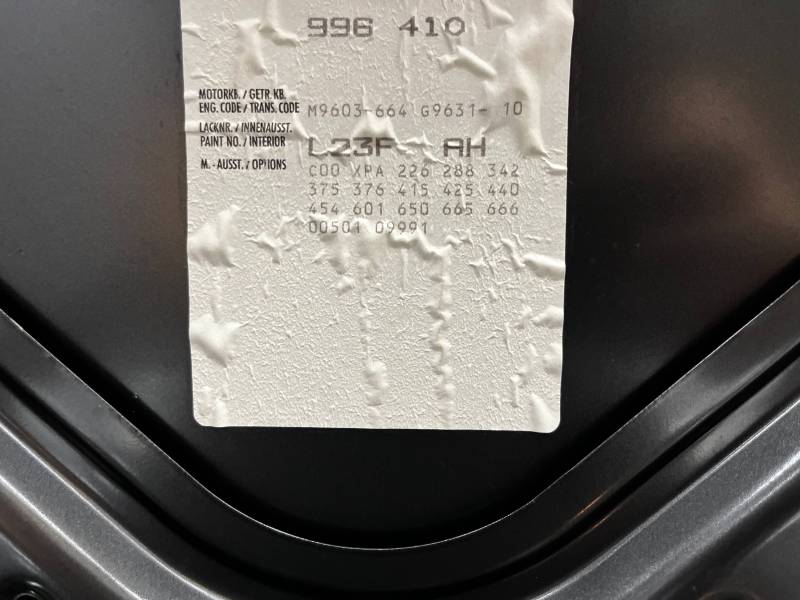 996 410
MOTORKB. / GETR. KB.
ENG. CODE / TRANS. CODE M9603-664 G9631- 10
LACKNR. / INNENAUSST.
PAINT NO. / INTERIOR L23F AH
M.- AUSST. / OPTIONS C00 XPA 226 288 342
375 376 415 425 440
454 601 650 665 666
00501 09991